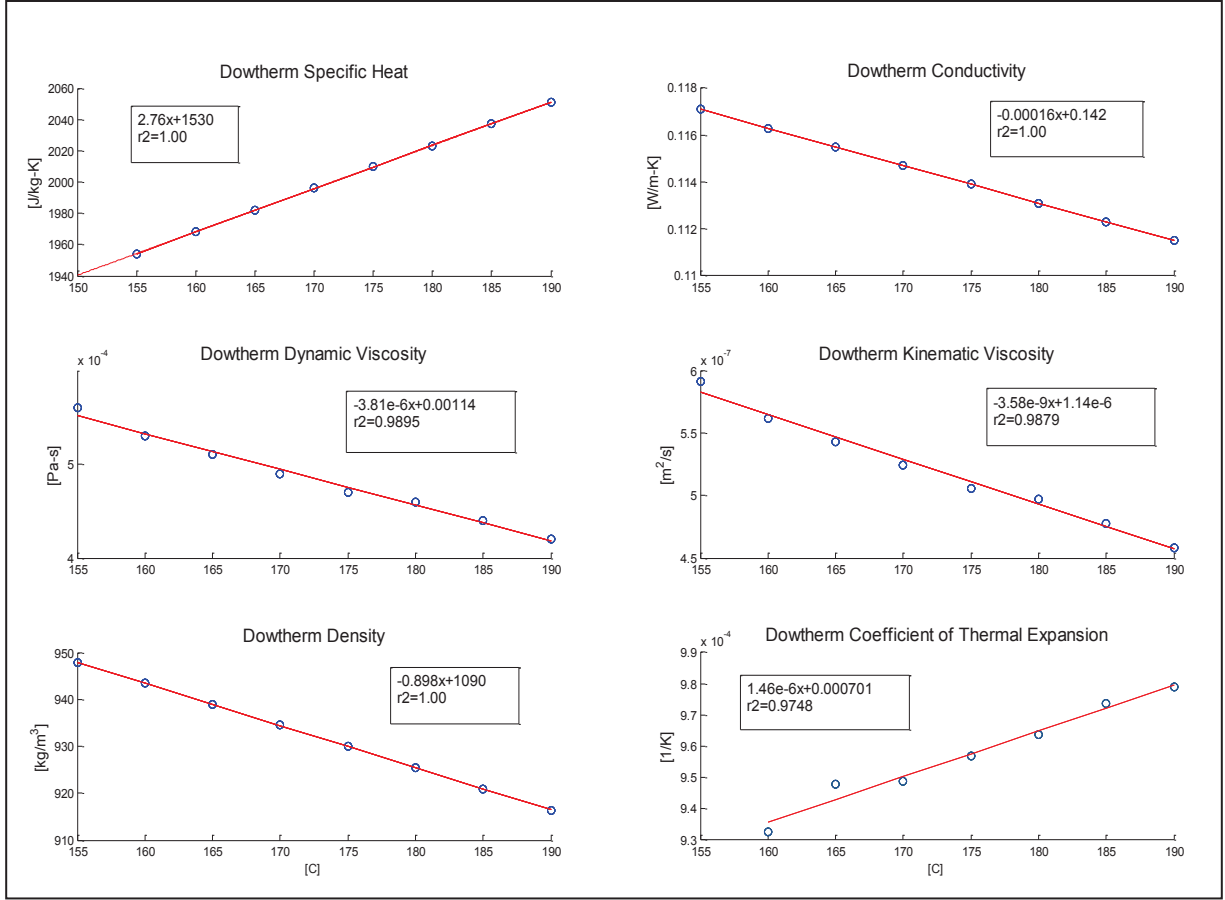 Dowtherm Specific Heat
2060
2040
2020
2000
1980
1960
1940
[J/kg-K]
2.76x+1530
r2=1.00
150 155 160 165 170 175 180 185 190
Dowtherm Conductivity
0.118
0.116
0.114
0.112
0.11
[W/m-K]
-0.00016x+0.142
r2=1.00
155 160 165 170 175 180 185 190
Dowtherm Dynamic Viscosity
x 10-4
5
4
[Pa-s]
-3.81e-6x+0.00114
r2=0.9895
155 160 165 170 175 180 185 190
Dowtherm Kinematic Viscosity
x 10-7
6
5.5
5
4.5
[m2/s]
-3.58e-9x+1.14e-6
r2=0.9879
155 160 165 170 175 180 185 190
Dowtherm Density
950
940
930
920
910
[kg/m3]
-0.898x+1090
r2=1.00
155 160 165 170 175 180 185 190
[C]
Dowtherm Coefficient of Thermal Expansion
x 10-4
9.9
9.8
9.7
9.6
9.5
9.4
9.3
[1/K]
1.46e-6x+0.000701
r2=0.9748
155 160 165 170 175 180 185 190
[C]